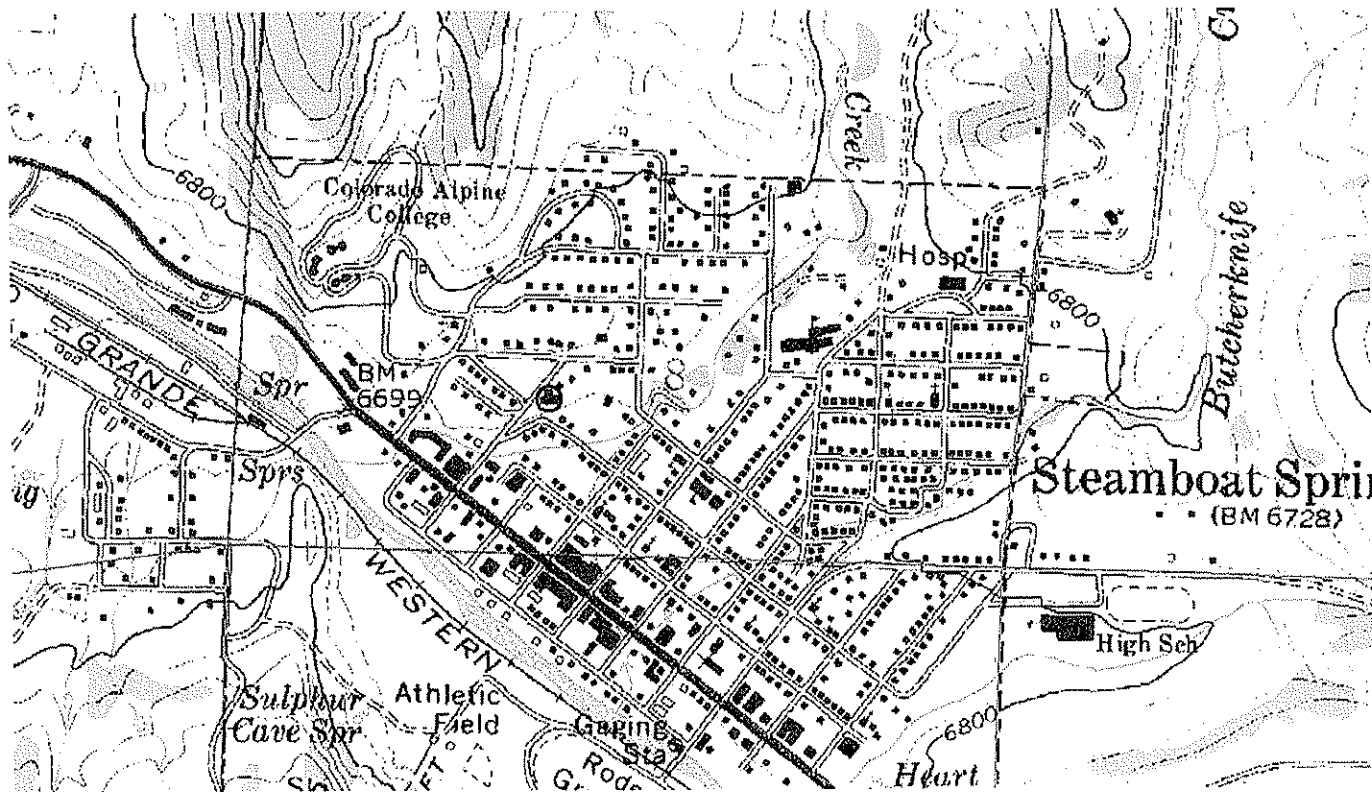 Creek
6800
Colorado Alpine
College
Butcherknife
Hosp
6800
GRANDE
Spr
BM
6699
Sprs
Steamboat Sprin
(BM 6728)
WESTERN
High Sch
Sulphur
Cave Spr
Athletic
Field
Gaging
Sta
6800
Heart